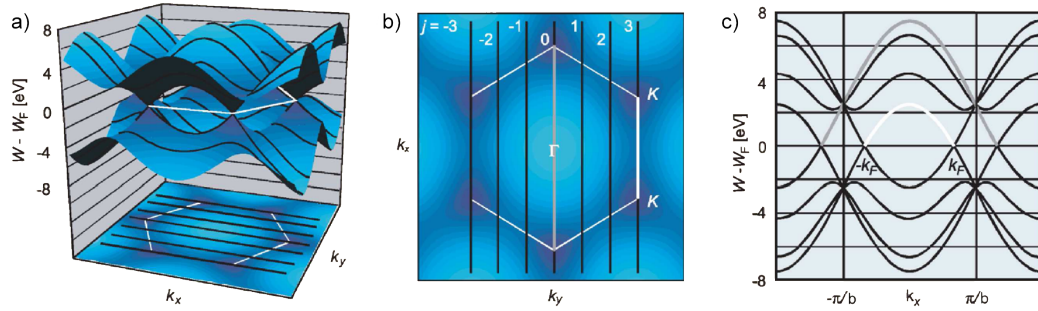 a)
8
4
0
-4
-8
W - W_F [eV]
k_x
k_y
b)
j = -3 -2 -1 0 1 2 3
K
Γ
K
k_x
k_y
c)
8
4
0
-4
-8
W - W_F [eV]
-k_F k_F
-π/b k_x π/b